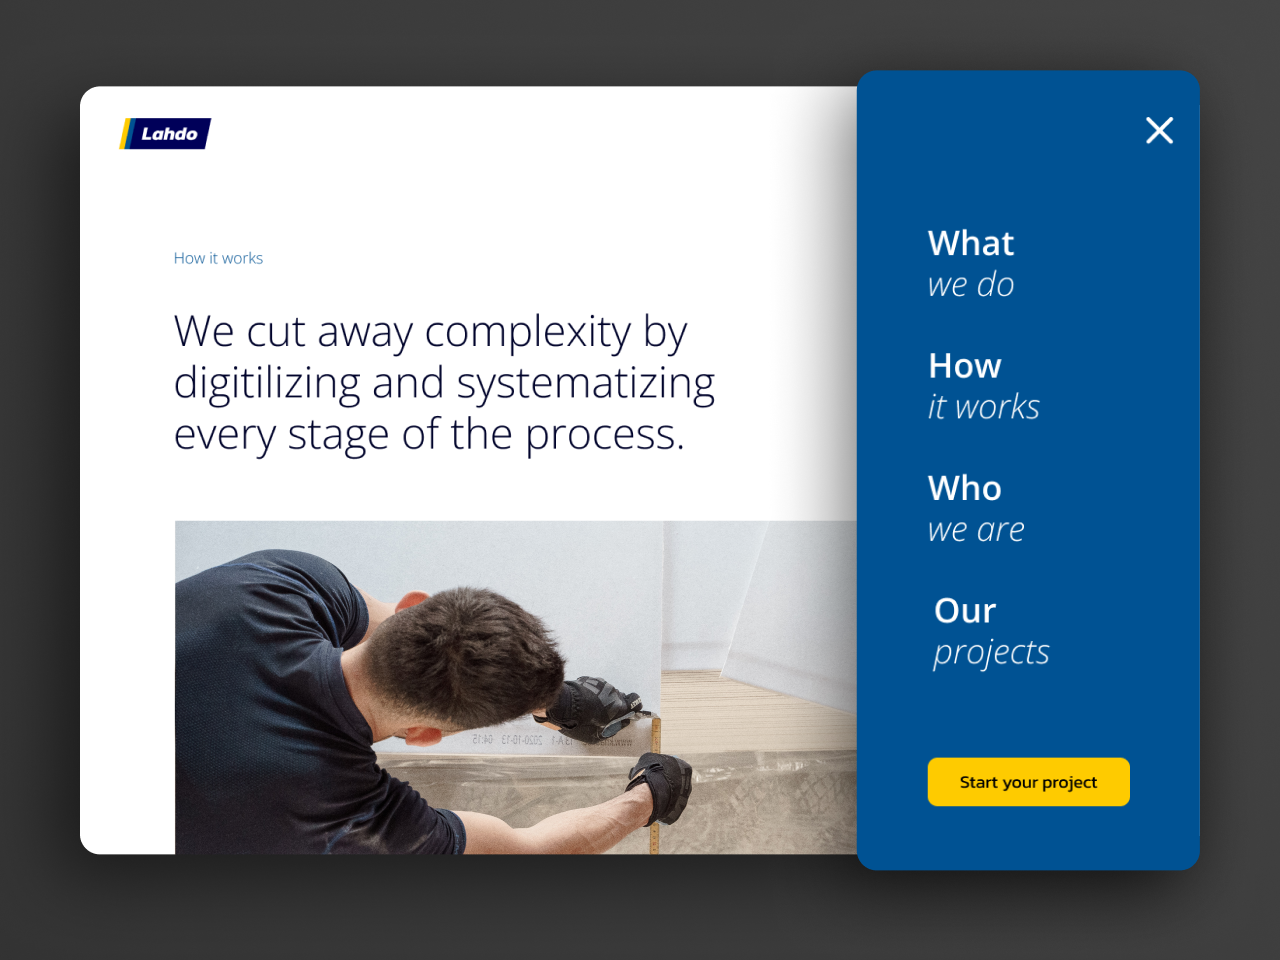 Lahdo
How it works
We cut away complexity by
digitilizing and systematizing
every stage of the process.
What
we do
How
it works
Who
we are
Our
projects
Start your project